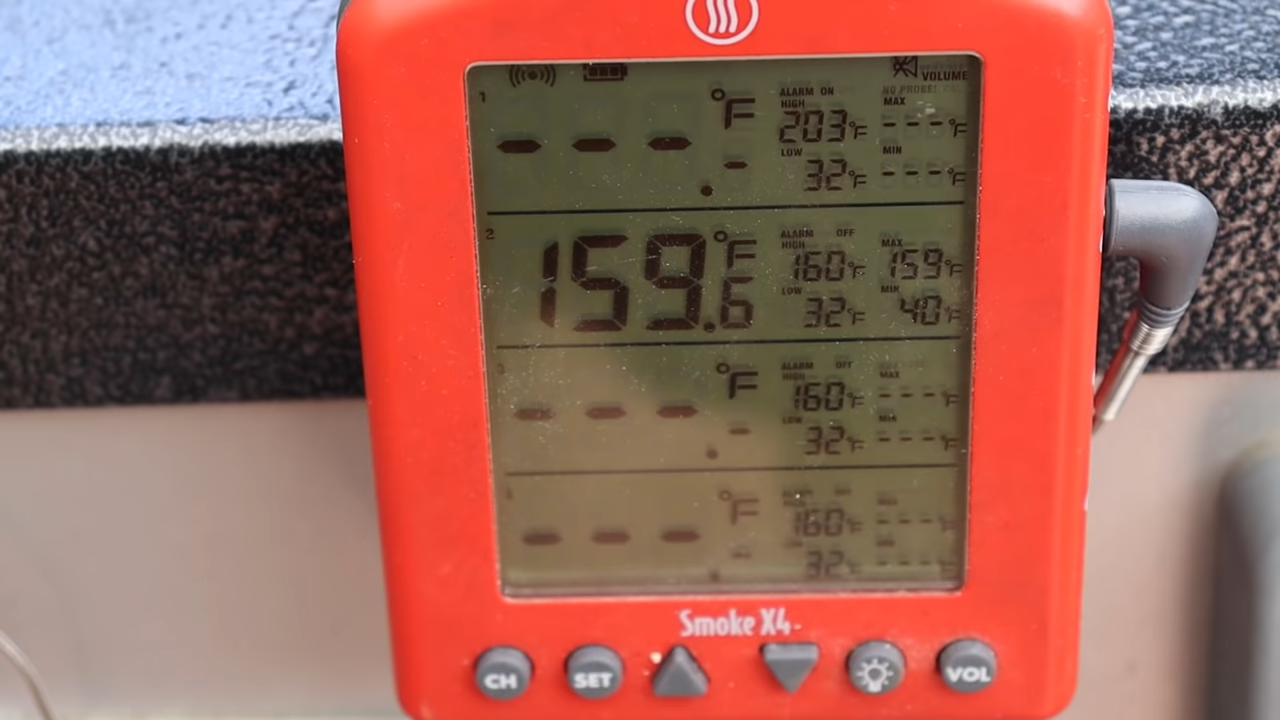 VOLUME
1
---.-
°F
ALARM ON
HIGH
203°F
LOW
32°F
MAX
---°F
MIN
---°F
2
159.6
°F
ALARM OFF
HIGH
160°F
LOW
32°F
MAX
159°F
MIN
40°F
3
---.-
°F
ALARM OFF
HIGH
160°F
LOW
32°F
MAX
---°F
MIN
---°F
---.-
°F
160°F
32°F
Smoke X4
CH SET VOL